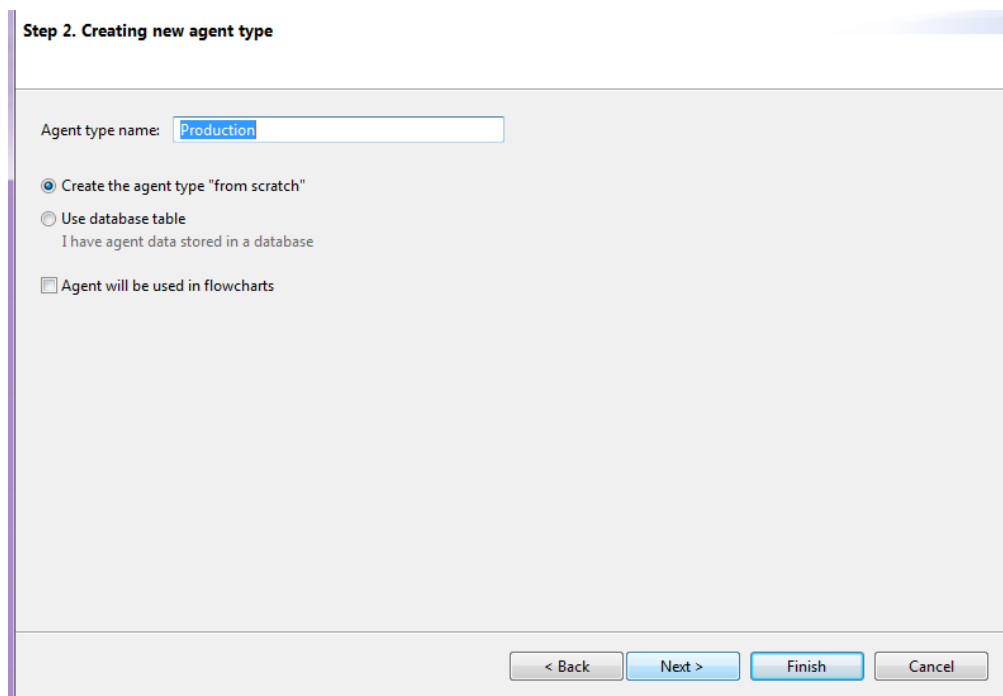 Step 2. Creating new agent type
Agent type name: Production
Create the agent type "from scratch"
Use database table
I have agent data stored in a database
Agent will be used in flowcharts
< Back Next > Finish Cancel